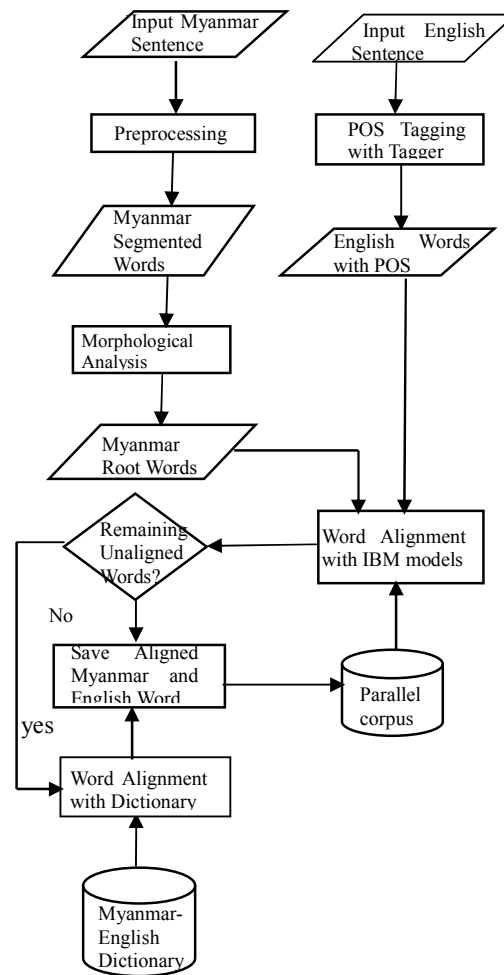 Input Myanmar
Sentence
Input English
Sentence
Preprocessing
POS Tagging
with Tagger
Myanmar
Segmented
Words
English Words
with POS
Morphological
Analysis
Myanmar
Root Words
Remaining
Unaligned
Words?
Word Alignment
with IBM models
No
Save Aligned
Myanmar and
English Word
Parallel
corpus
yes
Word Alignment
with Dictionary
Myanmar-
English
Dictionary